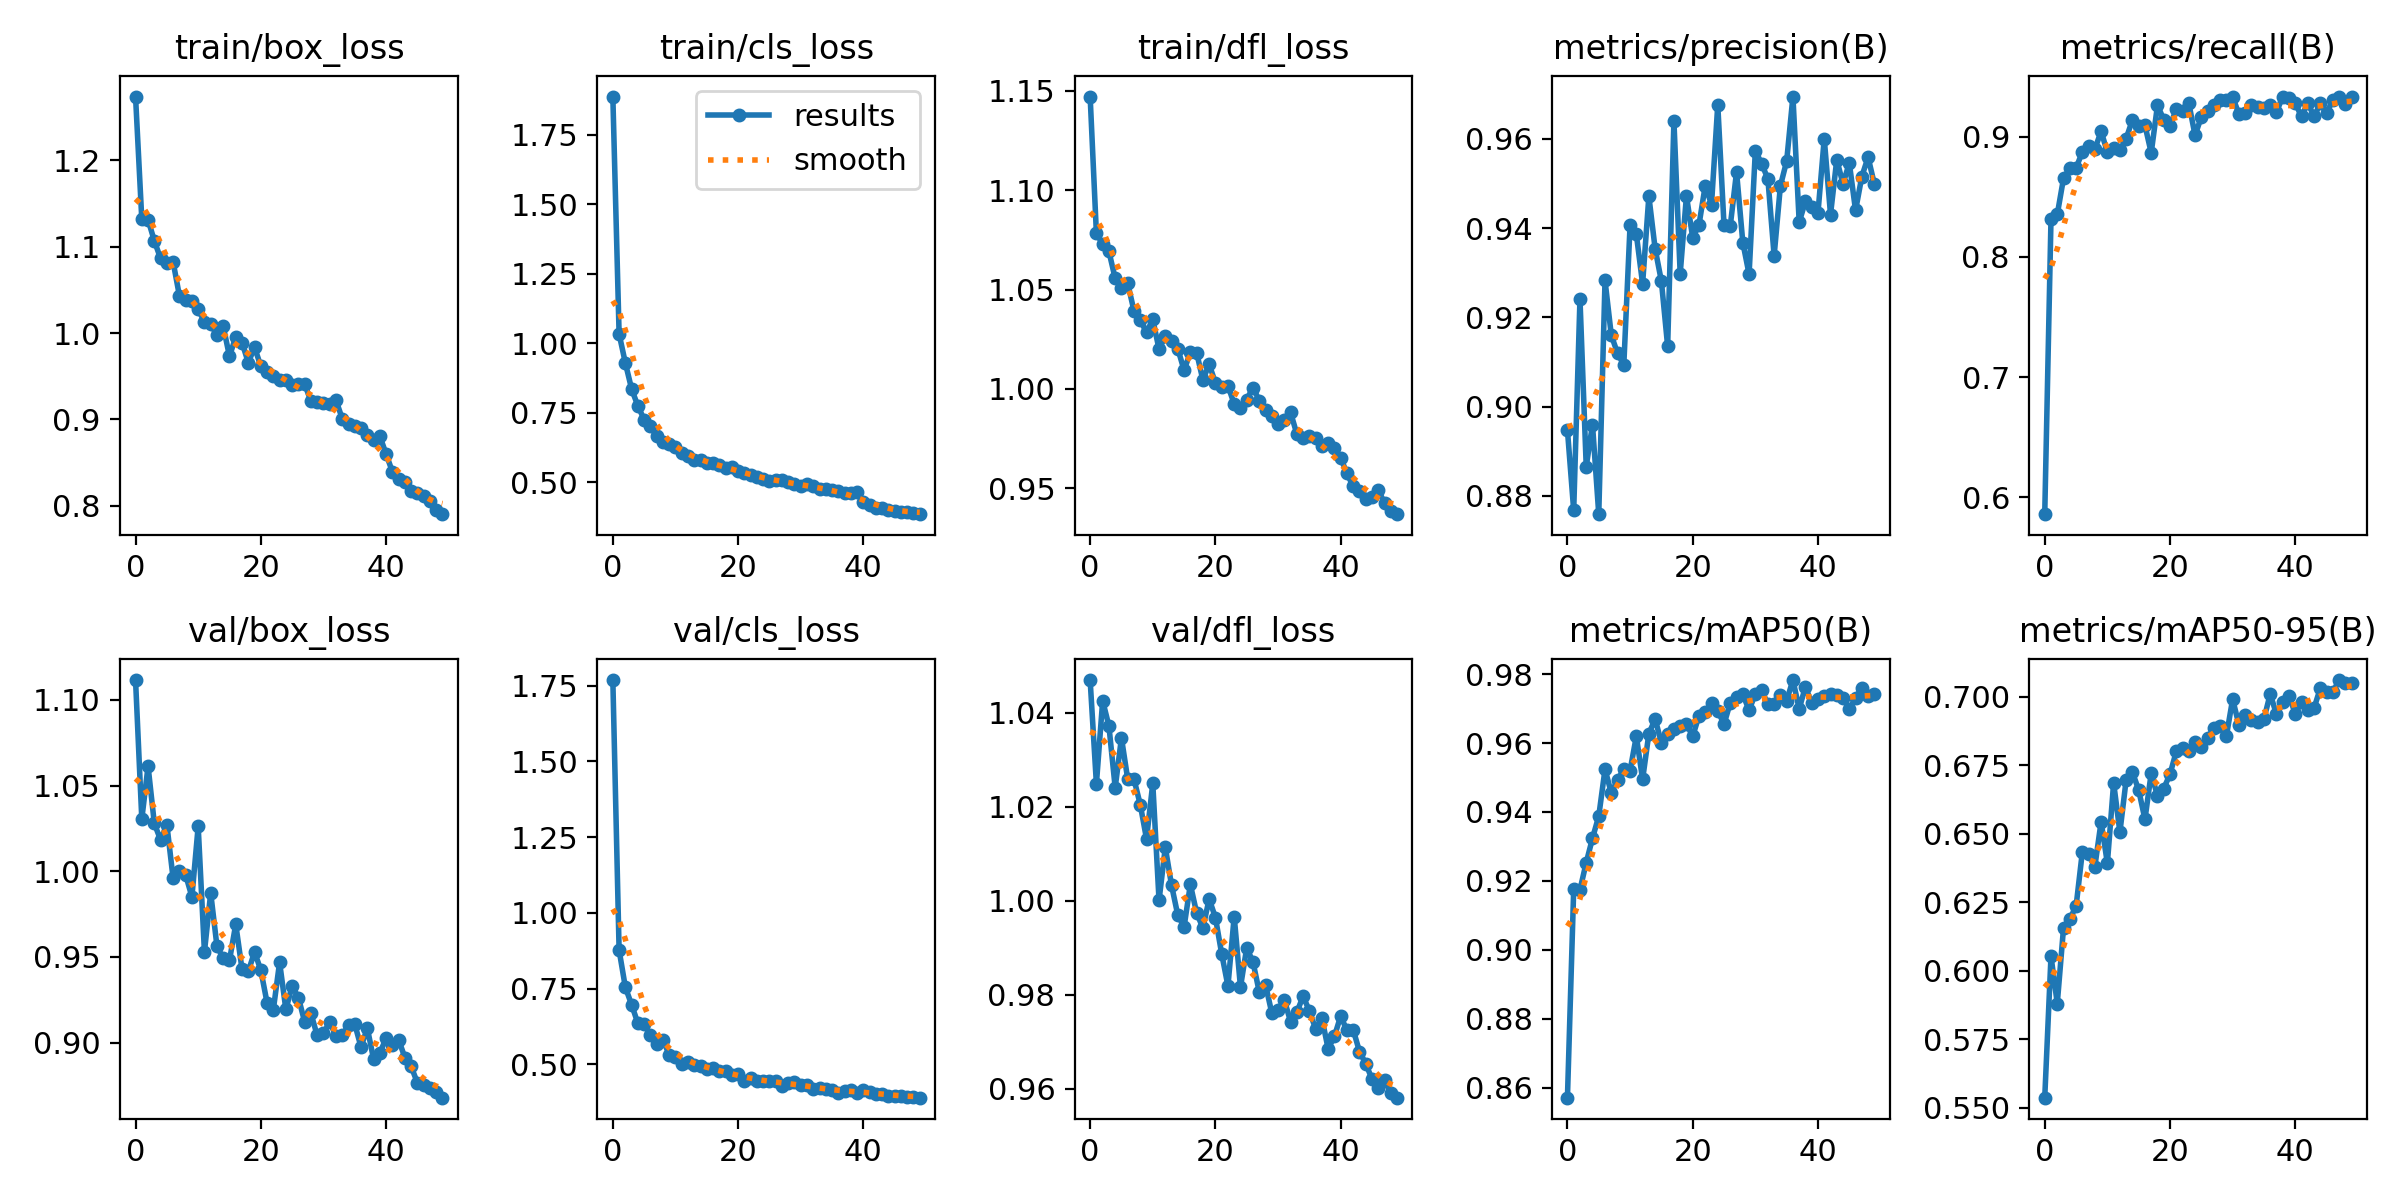 train/box_loss
1.2
1.1
1.0
0.9
0.8
0 20 40
train/cls_loss
results
smooth
1.75
1.50
1.25
1.00
0.75
0.50
0 20 40
train/dfl_loss
1.15
1.10
1.05
1.00
0.95
0 20 40
metrics/precision(B)
0.96
0.94
0.92
0.90
0.88
0 20 40
metrics/recall(B)
0.9
0.8
0.7
0.6
0 20 40
val/box_loss
1.10
1.05
1.00
0.95
0.90
0 20 40
val/cls_loss
1.75
1.50
1.25
1.00
0.75
0.50
0 20 40
val/dfl_loss
1.04
1.02
1.00
0.98
0.96
0 20 40
metrics/mAP50(B)
0.98
0.96
0.94
0.92
0.90
0.88
0.86
0 20 40
metrics/mAP50-95(B)
0.700
0.675
0.650
0.625
0.600
0.575
0.550
0 20 40